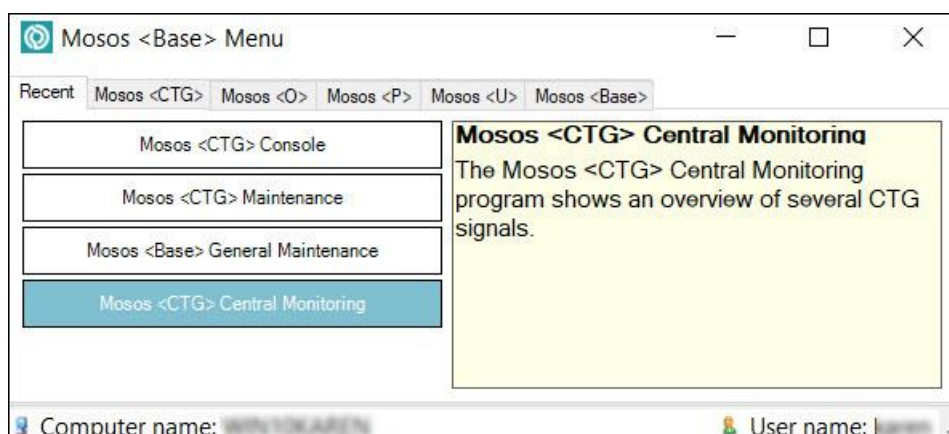 Mosos <Base> Menu
Recent Mosos <CTG> Mosos <O> Mosos <P> Mosos <U> Mosos <Base>
Mosos <CTG> Console
Mosos <CTG> Maintenance
Mosos <Base> General Maintenance
Mosos <CTG> Central Monitoring
Mosos <CTG> Central Monitoring
The Mosos <CTG> Central Monitoring
program shows an overview of several CTG
signals.
Computer name:
User name: